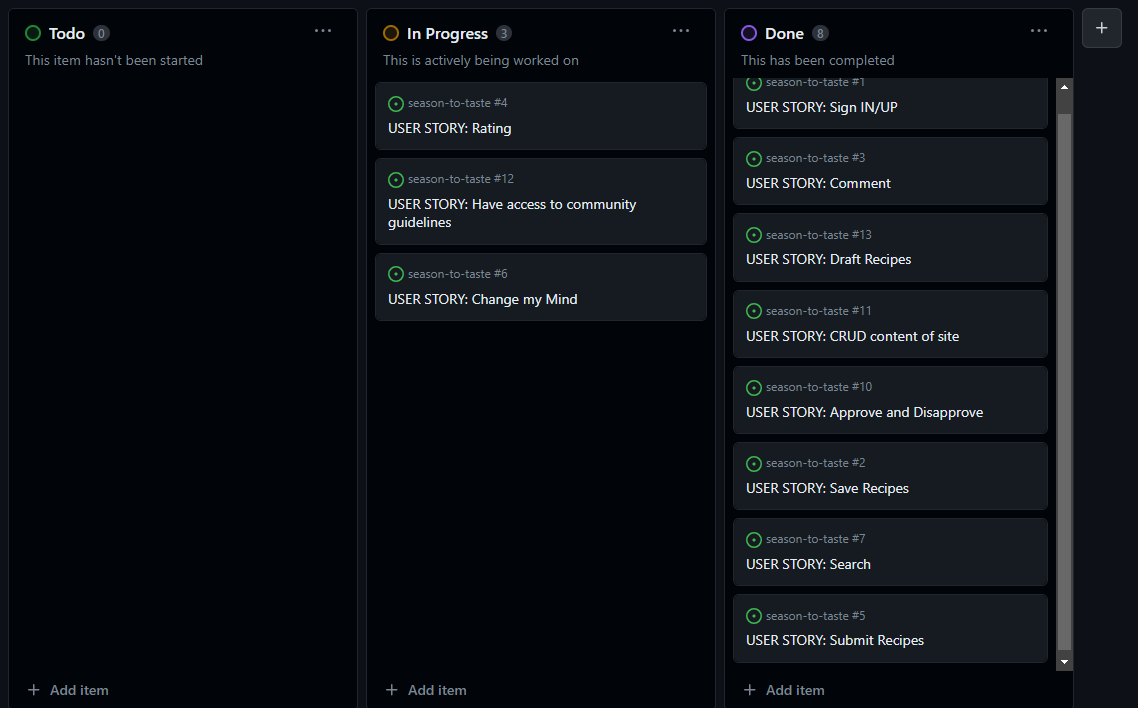 Todo 0
This item hasn't been started
In Progress 3
This is actively being worked on
season-to-taste #4
USER STORY: Rating
season-to-taste #12
USER STORY: Have access to community
guidelines
season-to-taste #6
USER STORY: Change my Mind
Done 8
This has been completed
season-to-taste #1
USER STORY: Sign IN/UP
season-to-taste #3
USER STORY: Comment
season-to-taste #13
USER STORY: Draft Recipes
season-to-taste #11
USER STORY: CRUD content of site
season-to-taste #10
USER STORY: Approve and Disapprove
season-to-taste #2
USER STORY: Save Recipes
season-to-taste #7
USER STORY: Search
season-to-taste #5
USER STORY: Submit Recipes
+ Add item
+ Add item
+ Add item